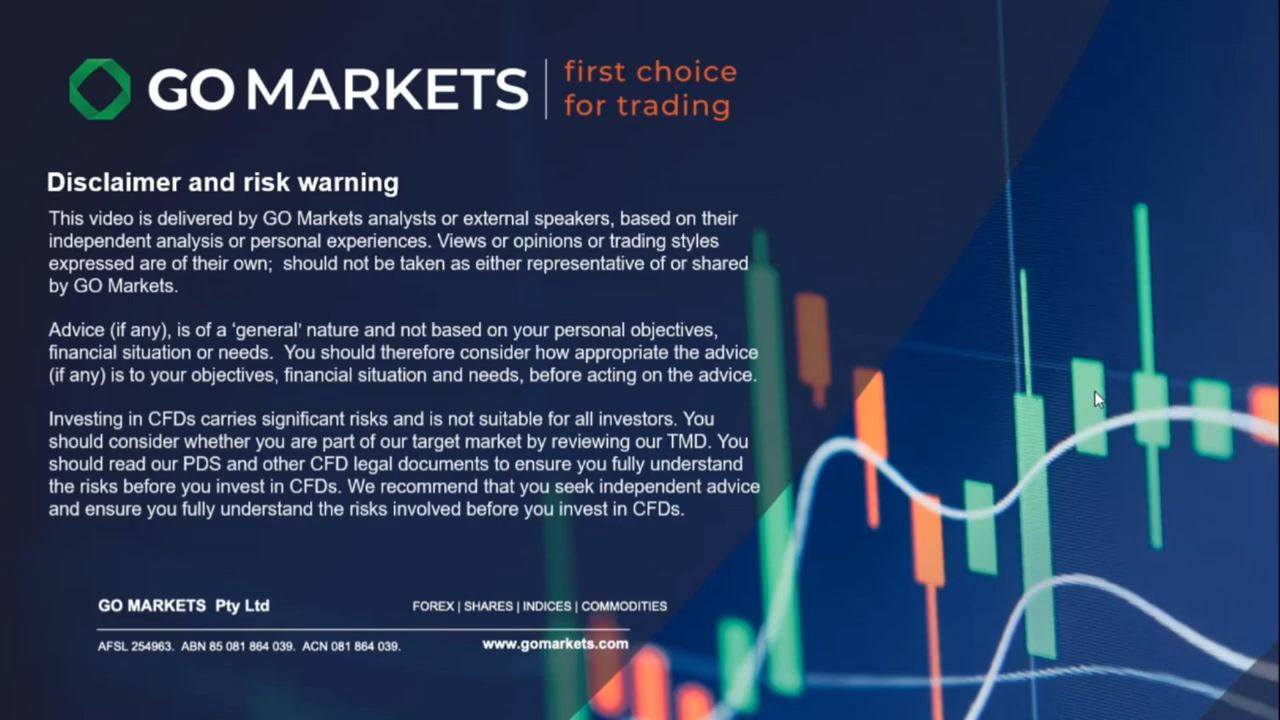 GO MARKETS
first choice
for trading
Disclaimer and risk warning
This video is delivered by GO Markets analysts or external speakers, based on their
independent analysis or personal experiences. Views or opinions or trading styles
expressed are of their own;  should not be taken as either representative of or shared
by GO Markets.
Advice (if any), is of a ‘general’ nature and not based on your personal objectives,
financial situation or needs.  You should therefore consider how appropriate the advice
(if any) is to your objectives, financial situation and needs, before acting on the advice.
Investing in CFDs carries significant risks and is not suitable for all investors. You
should consider whether you are part of our target market by reviewing our TMD. You
should read our PDS and other CFD legal documents to ensure you fully understand
the risks before you invest in CFDs. We recommend that you seek independent advice
and ensure you fully understand the risks involved before you invest in CFDs.
GO MARKETS  Pty Ltd
FOREX | SHARES | INDICES | COMMODITIES
AFSL 254963.  ABN 85 081 864 039.  ACN 081 864 039.
www.gomarkets.com